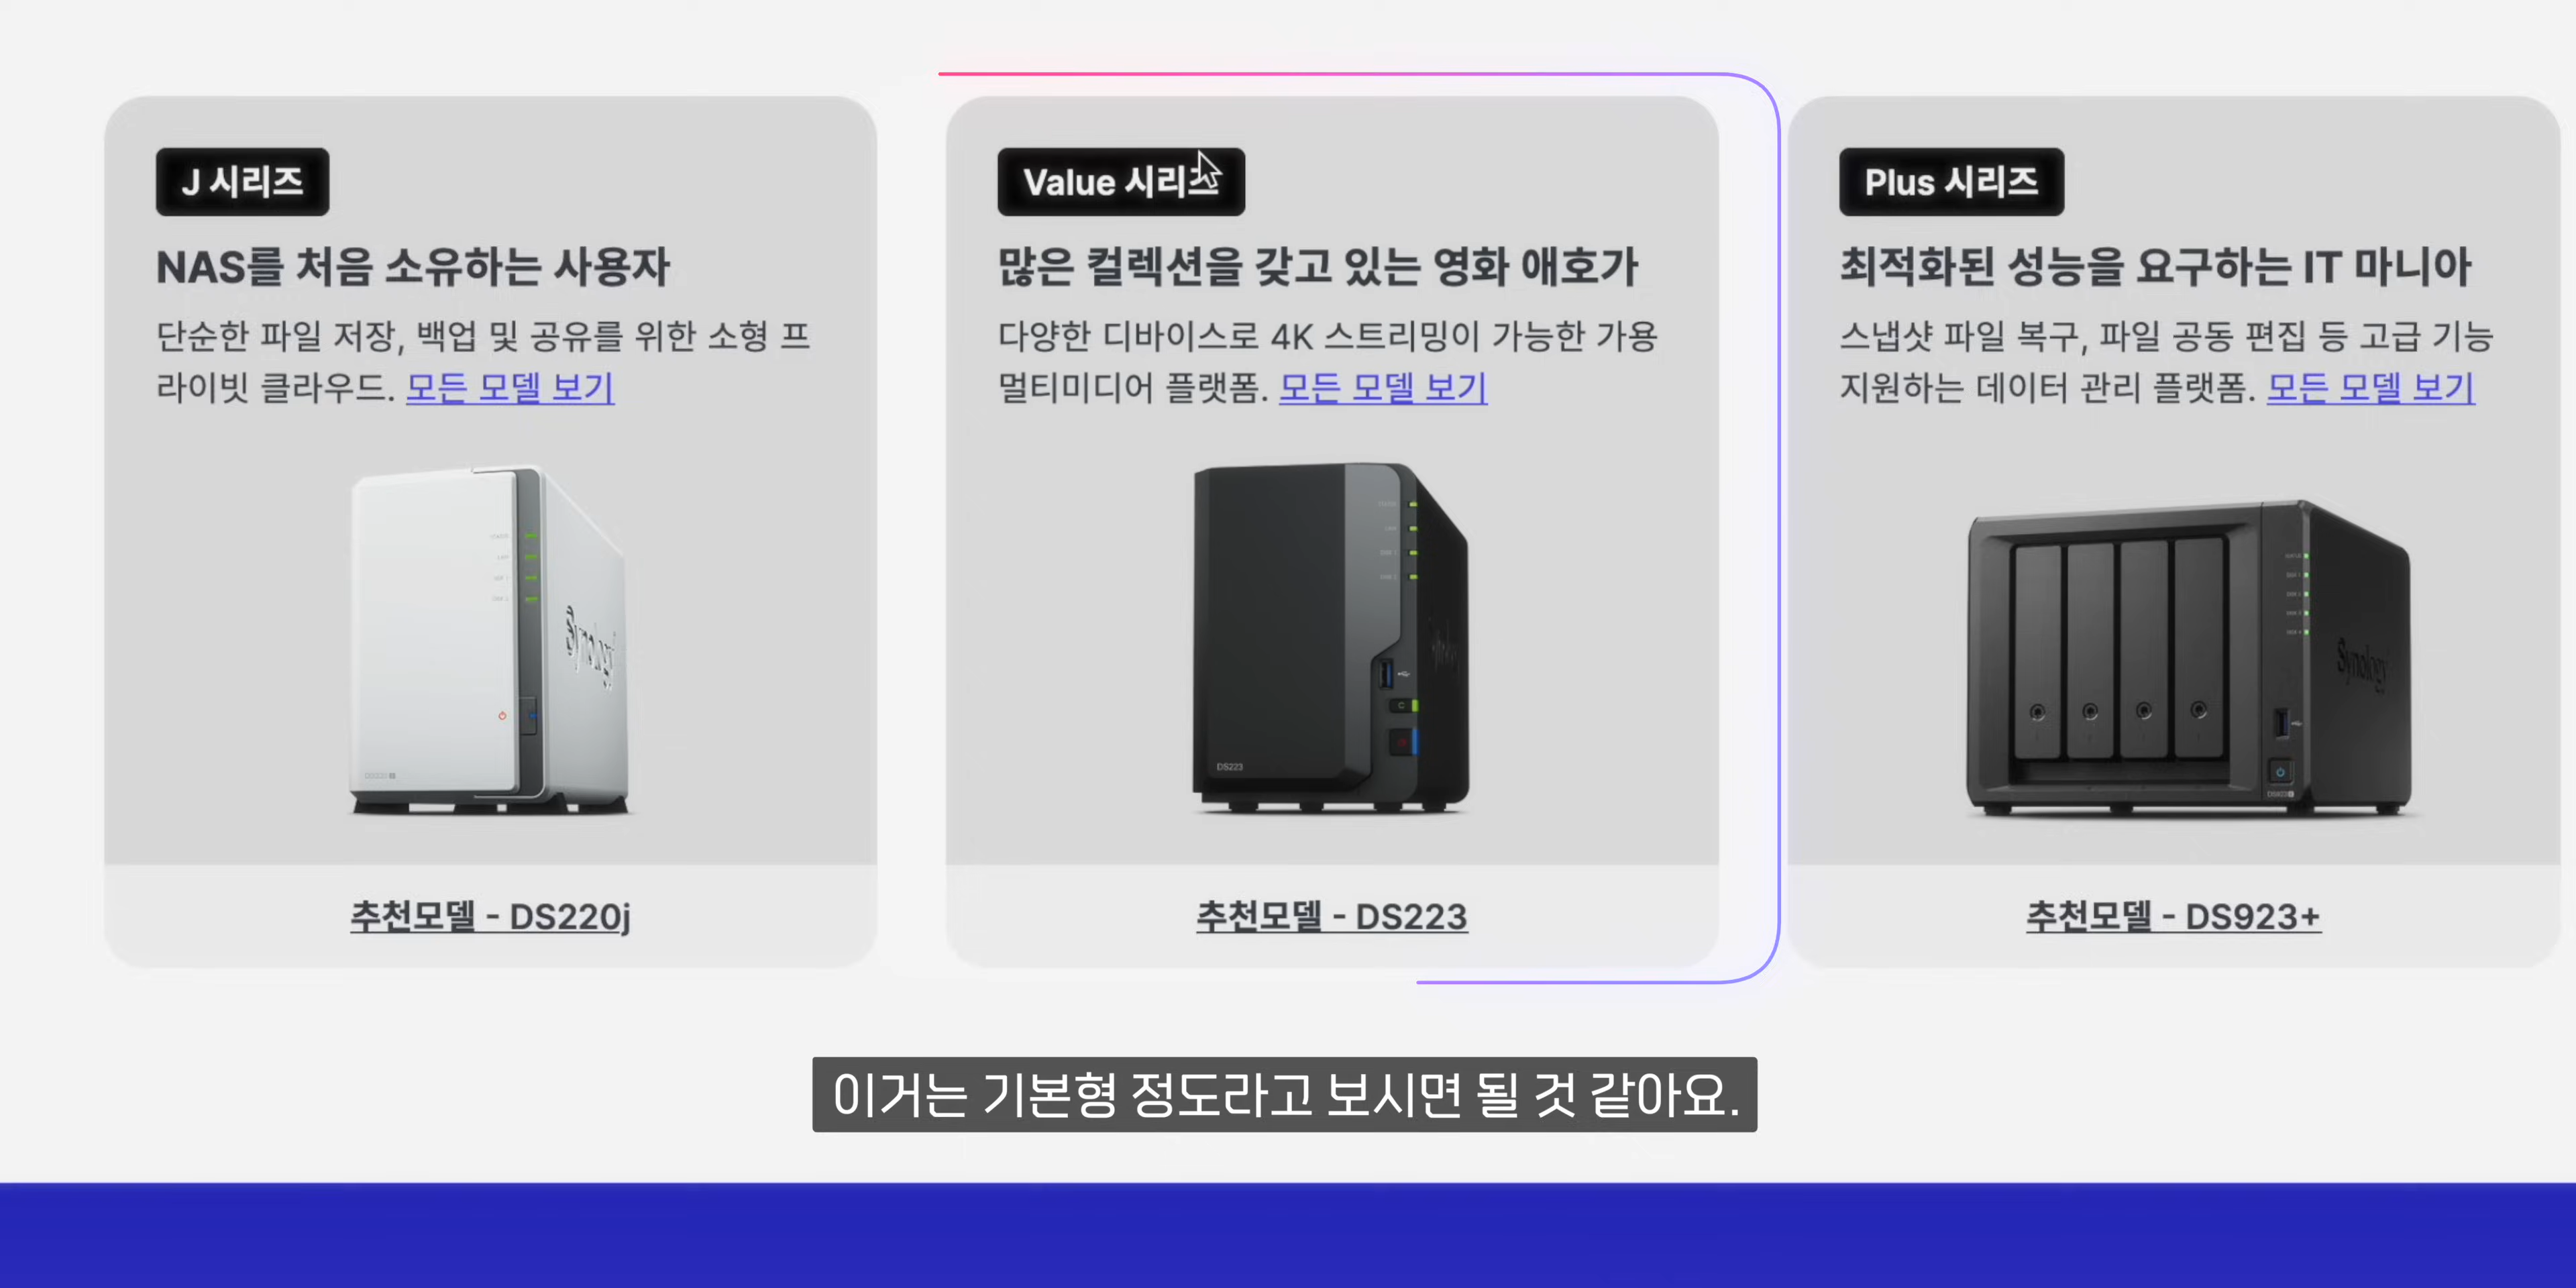 J 시리즈
NAS를 처음 소유하는 사용자
단순한 파일 저장, 백업 및 공유를 위한 소형 프
라이빗 클라우드. 모든 모델 보기
Synology
추천모델 - DS220j
Value 시리즈
많은 컬렉션을 갖고 있는 영화 애호가
다양한 디바이스로 4K 스트리밍이 가능한 가용
멀티미디어 플랫폼. 모든 모델 보기
DS223
추천모델 - DS223
Plus 시리즈
최적화된 성능을 요구하는 IT 마니아
스냅샷 파일 복구, 파일 공동 편집 등 고급 기능
지원하는 데이터 관리 플랫폼. 모든 모델 보기
Synology
추천모델 - DS923+
이거는 기본형 정도라고 보시면 될 것 같아요.